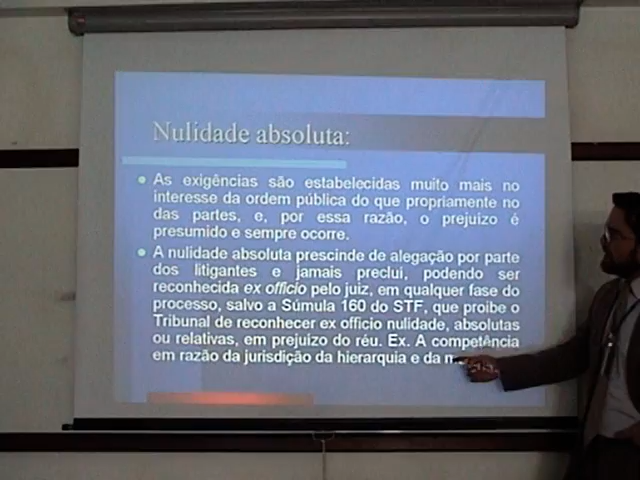 Nulidade absoluta:
As exigências são estabelecidas muito mais no
interesse da ordem pública do que propriamente no
das partes, e, por essa razão, o prejuizo é
presumido e sempre ocorre.
A nulidade absoluta prescinde de alegação por parte
dos litigantes e jamais preclui, podendo ser
reconhecida ex officio pelo juiz, em qualquer fase do
processo, salvo a Súmula 160 do STF, que proibe o
Tribunal de reconhecer ex officio nulidade, absolutas
ou relativas, em prejuizo do réu. Ex. A competência
em razão da jurisdição da hierarquia e da